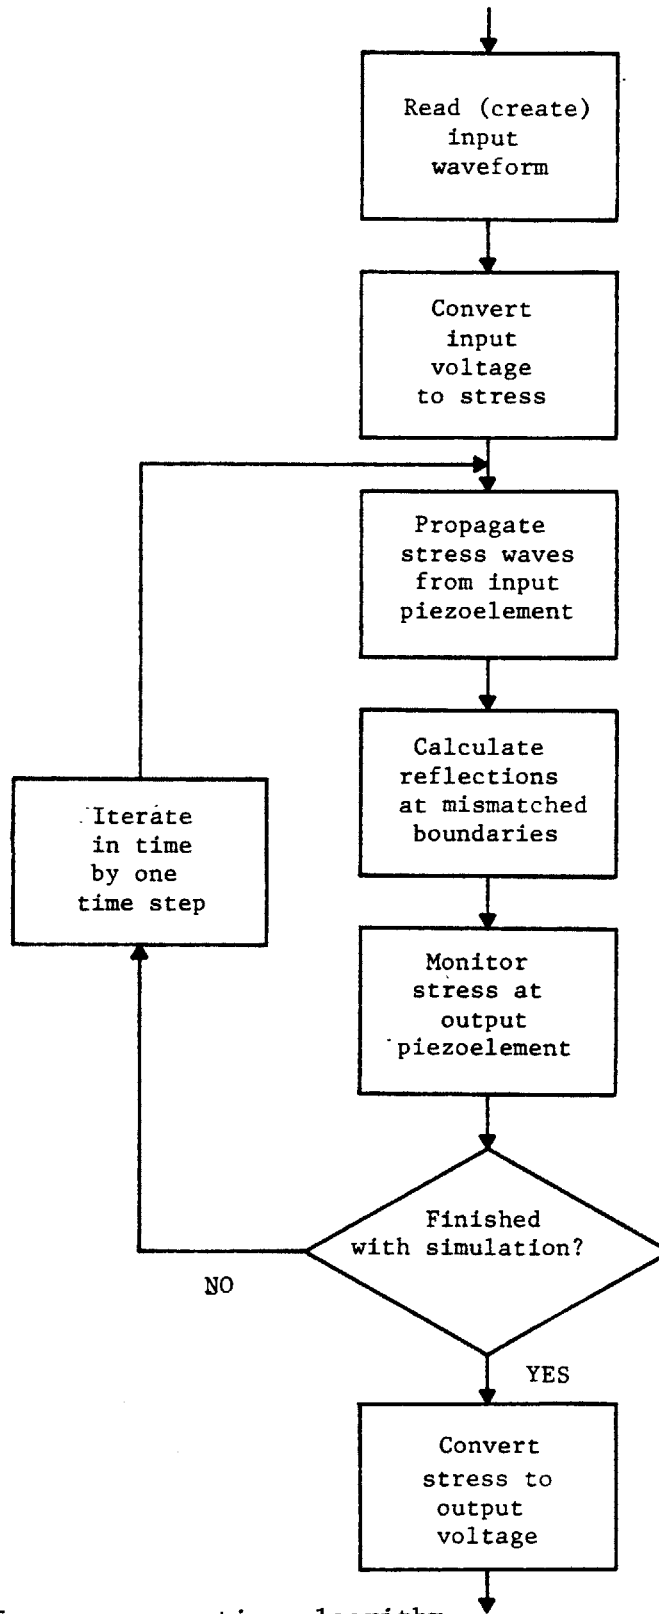 Read (create)
input
waveform
Convert
input
voltage
to stress
Propagate
stress waves
from input
piezoelement
Calculate
reflections
at mismatched
boundaries
Iterate
in time
by one
time step
Monitor
stress at
output
piezoelement
Finished
with simulation?
NO
YES
Convert
stress to
output
voltage